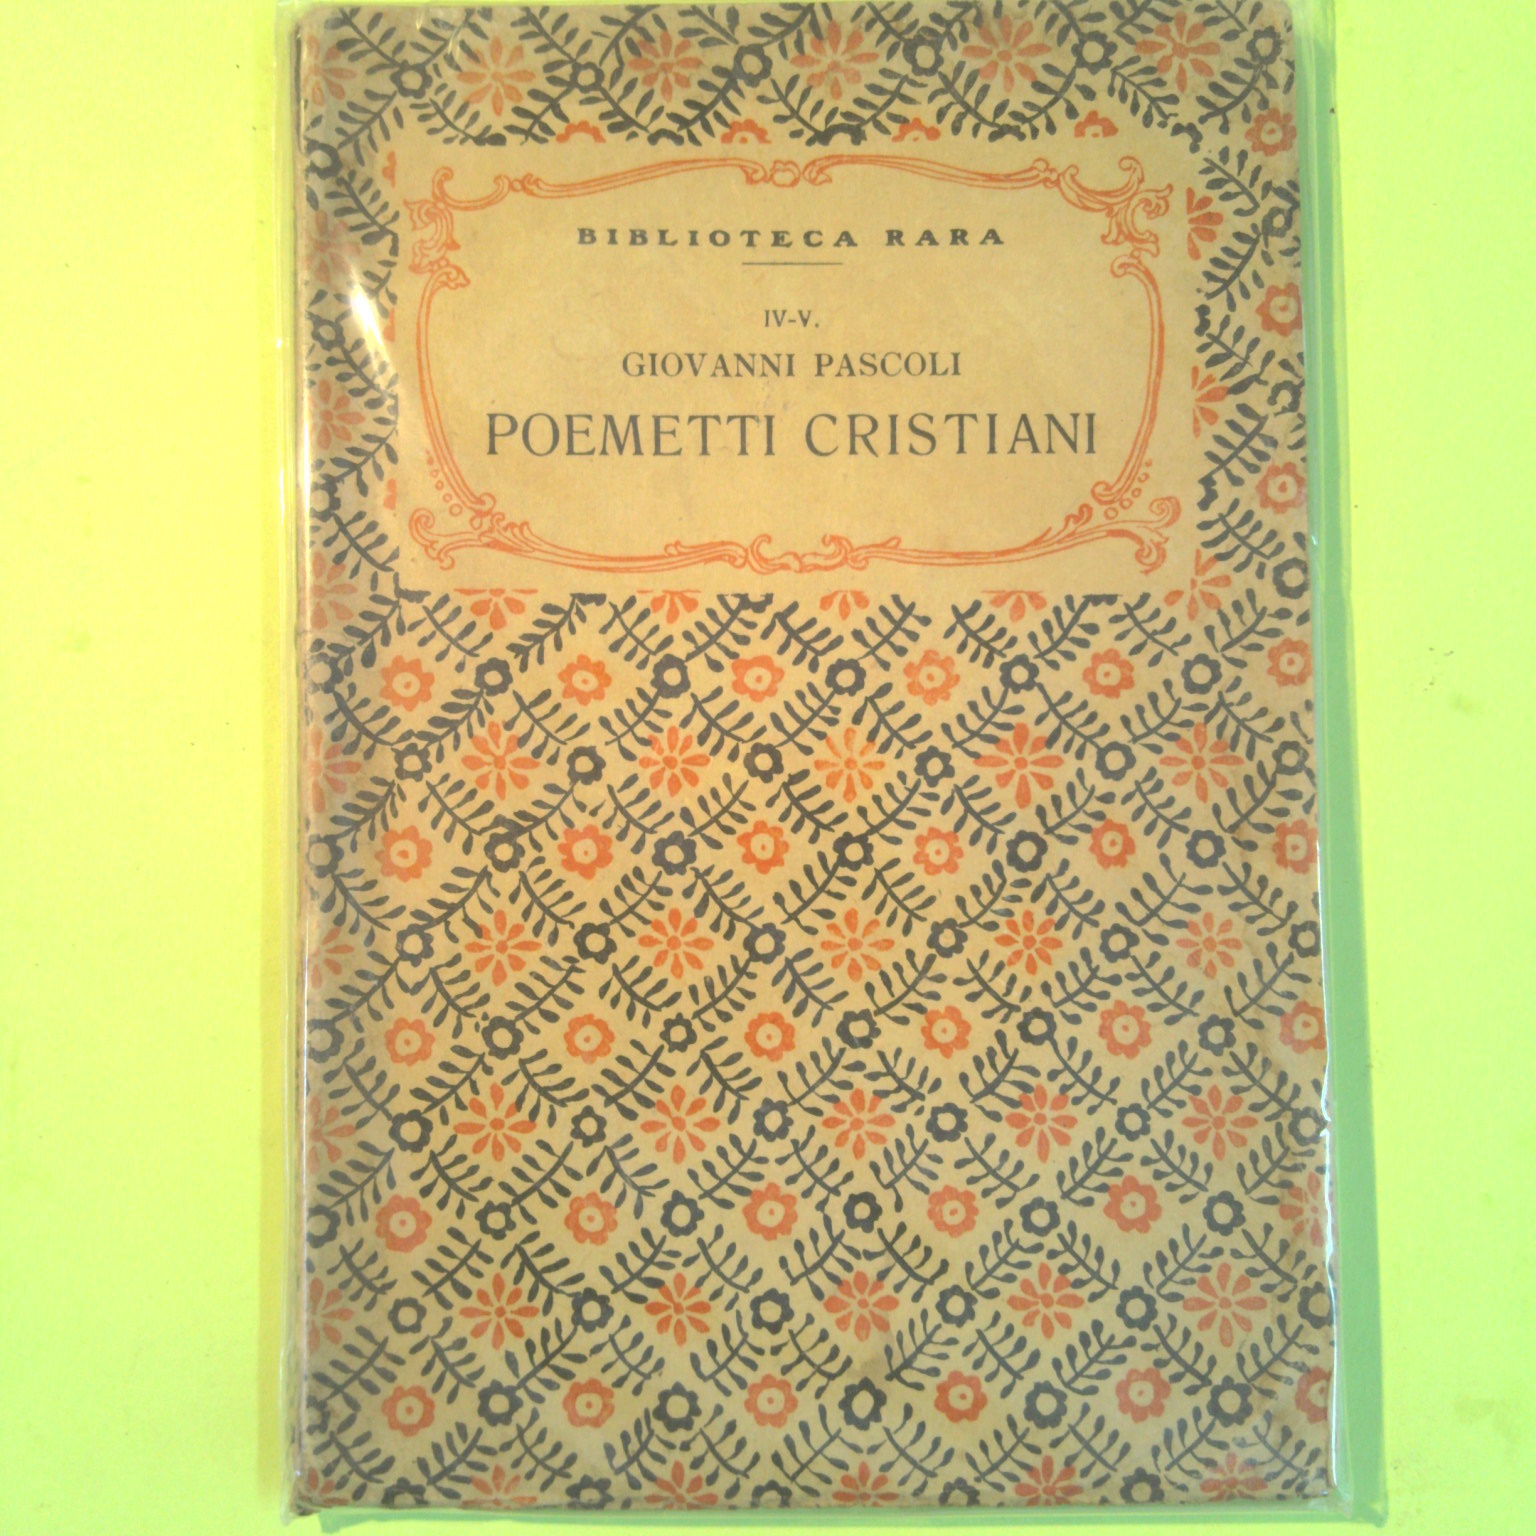 BIBLIOTECA RARA
IV-V.
GIOVANNI PASCOLI
POEMETTI CRISTIANI